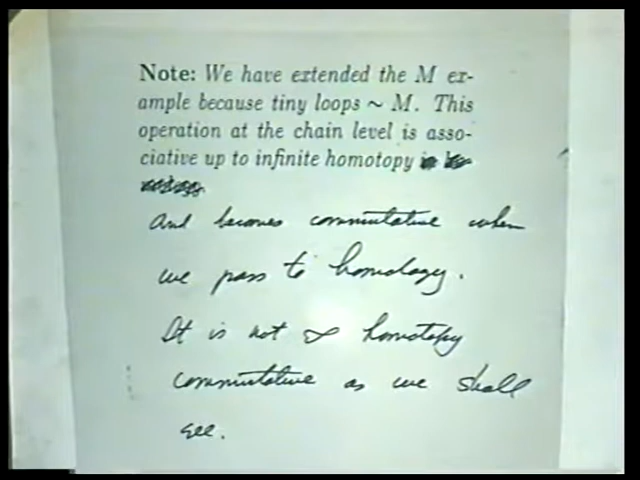 Note: We have extended the M ex-
ample because tiny loops ~ M. This
operation at the chain level is asso-
ciative up to infinite homotopy
And becomes commutative when
we pass to homology.
It is not ∞ homotopy
commutative as we shall
see.